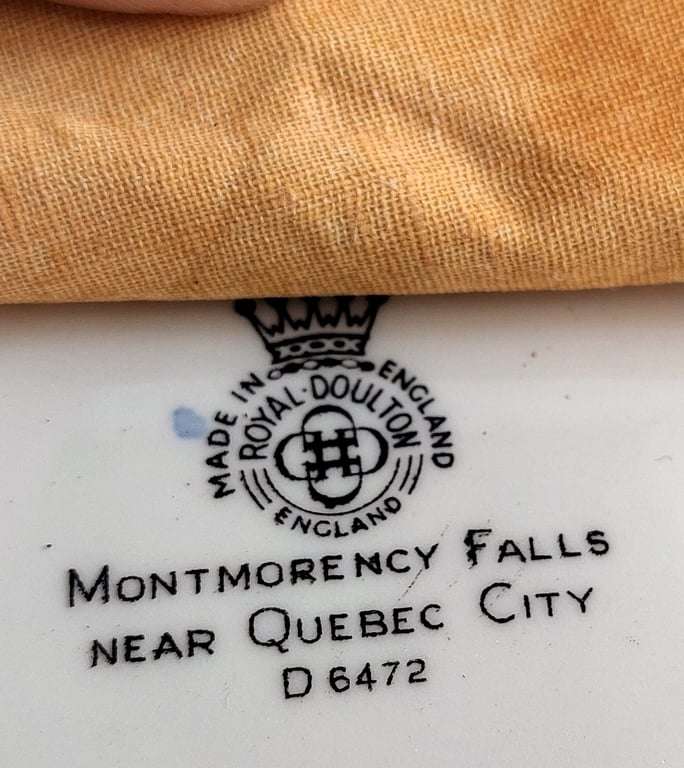 MADE IN ENGLAND
ROYAL·DOULTON
ENGLAND
MONTMORENCY FALLS
NEAR QUEBEC CITY
D 6472